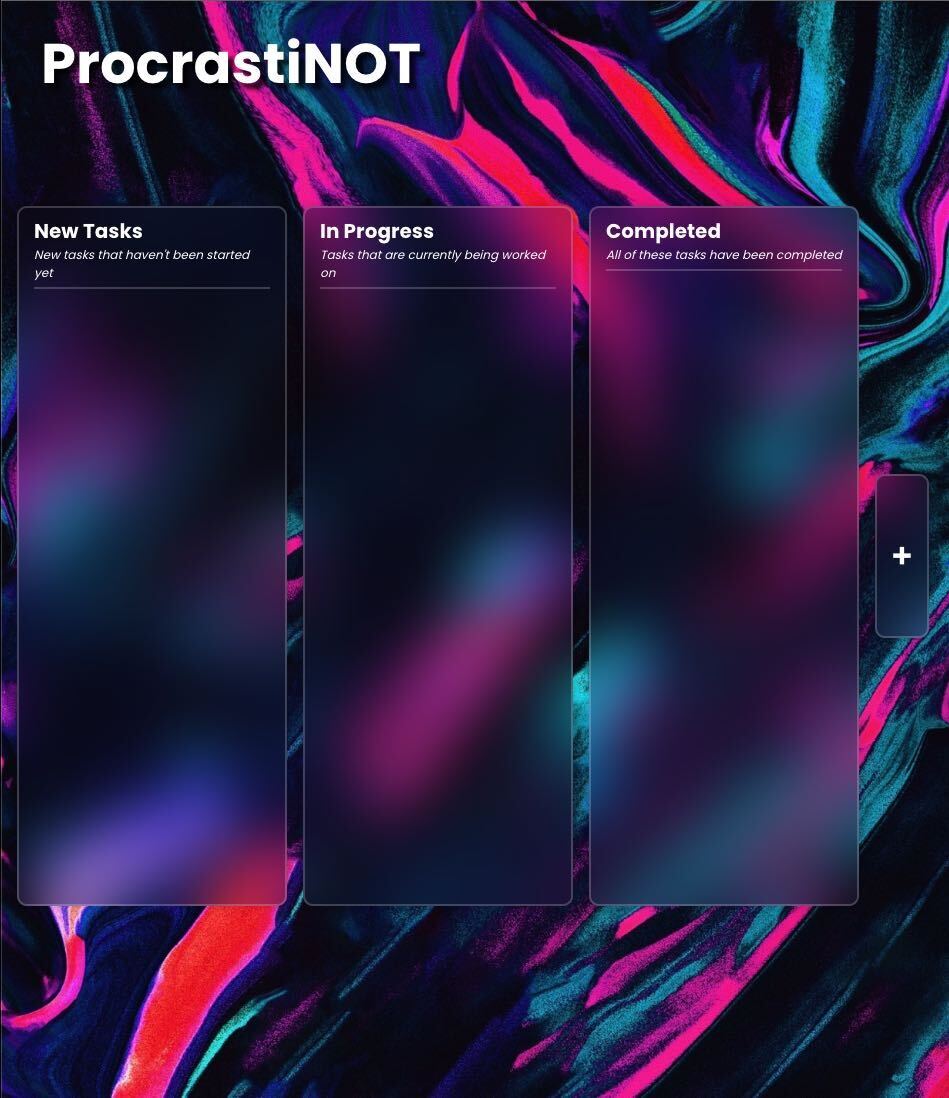 ProcrastiNOT
New Tasks
New tasks that haven't been started
yet
In Progress
Tasks that are currently being worked
on
Completed
All of these tasks have been completed
+